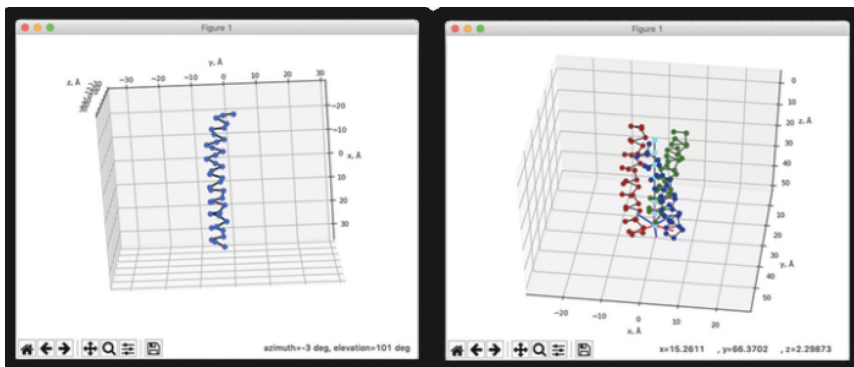 Figure 1
y, Å
z, Å
−30 −20 −10 0 10 20 30
−20
−10
0
x, Å
10
20
30
azimuth=-3 deg, elevation=101 deg
Figure 1
0
10
20
z, Å
30
40
50
10
20
30
y, Å
40
50
−20 −10 0 10 20
x, Å
x=15.2611 , y=66.3702 , z=2.29873